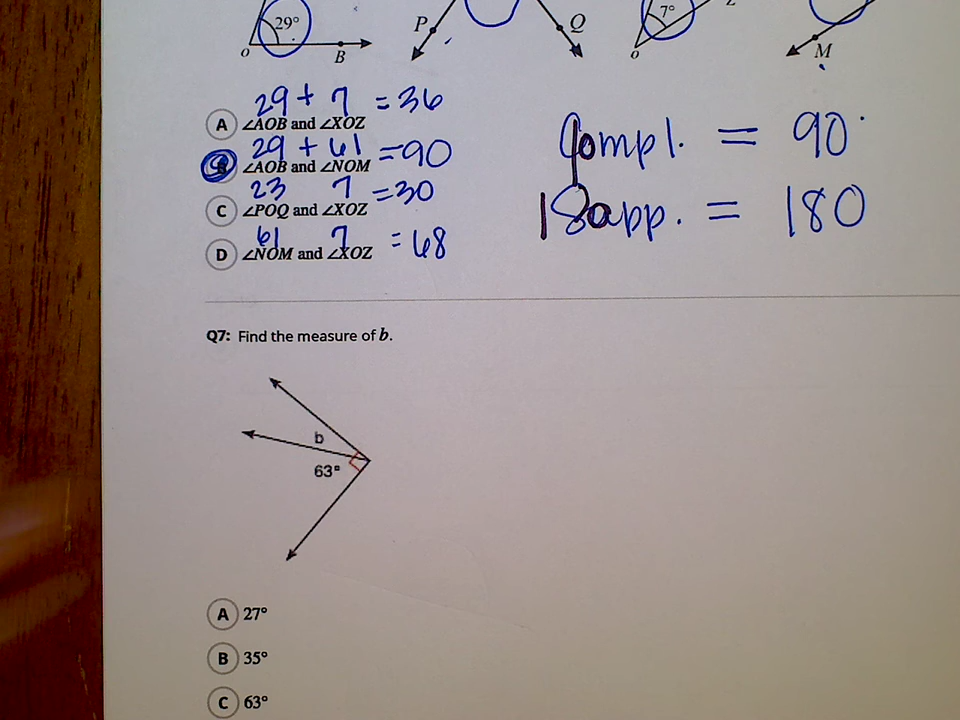 29°
O
B
P
Q
7°
O
Z
M
29 + 7 = 36
A ∠AOB and ∠XOZ
29 + 61 = 90
∠AOB and ∠NOM
23 7 = 30
C ∠POQ and ∠XOZ
61 7 = 68
D ∠NOM and ∠XOZ
Compl. = 90
Supp. = 180
Q7: Find the measure of b.
b
63°
A 27°
B 35°
C 63°